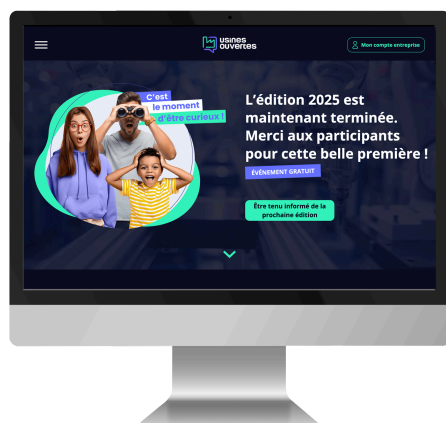 usines
ouvertes
Mon compte entreprise
C'est
le moment
d'être curieux !
L'édition 2025 est
maintenant terminée.
Merci aux participants
pour cette belle première !
ÉVÉNEMENT GRATUIT
Être tenu informé de la
prochaine édition